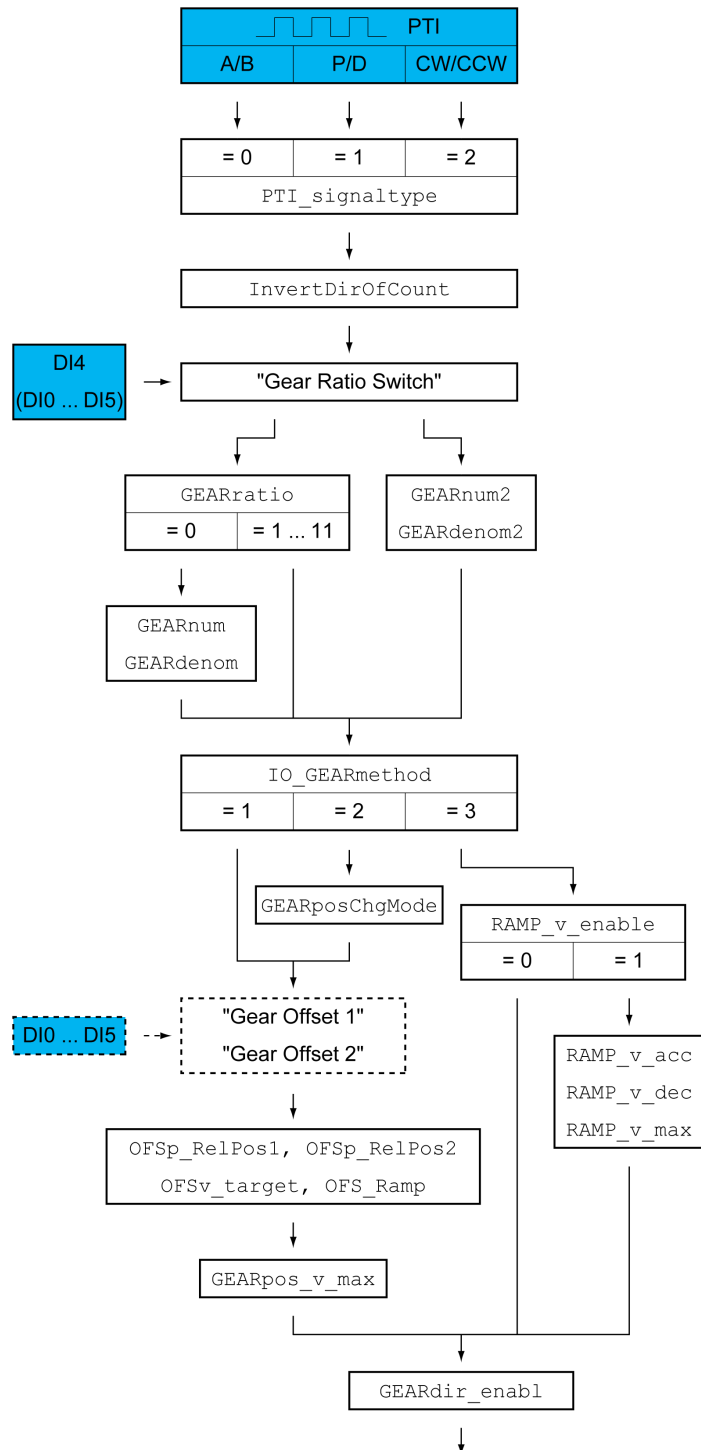 PTI
A/B P/D CW/CCW
= 0 = 1 = 2
PTI_signaltype
InvertDirOfCount
DI4
(DI0 ... DI5)
"Gear Ratio Switch"
GEARratio
= 0 = 1 ... 11
GEARnum2
GEARdenom2
GEARnum
GEARdenom
IO_GEARmethod
= 1 = 2 = 3
GEARposChgMode
RAMP_v_enable
= 0 = 1
DI0 ... DI5
"Gear Offset 1"
"Gear Offset 2"
RAMP_v_acc
RAMP_v_dec
RAMP_v_max
OFSp_RelPos1, OFSp_RelPos2
OFSv_target, OFS_Ramp
GEARpos_v_max
GEARdir_enabl